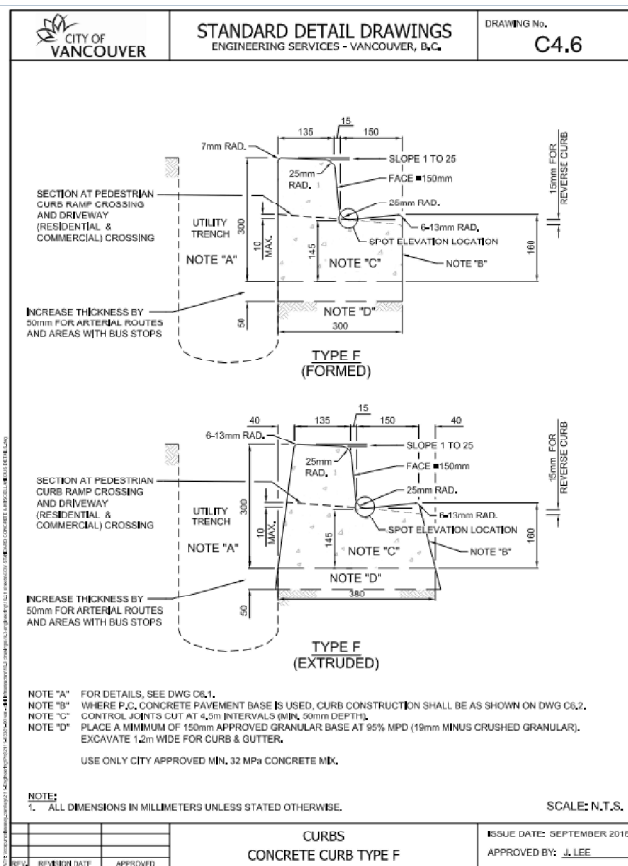 CITY OF
VANCOUVER
STANDARD DETAIL DRAWINGS
ENGINEERING SERVICES - VANCOUVER, B.C.
DRAWING No.
C4.6
15
135
150
7mm RAD.
SLOPE 1 TO 25
25mm
RAD.
FACE =150mm
15mm FOR
REVERSE CURB
SECTION AT PEDESTRIAN
CURB RAMP CROSSING
AND DRIVEWAY
(RESIDENTIAL &
COMMERCIAL) CROSSING
25mm RAD.
6-13mm RAD.
SPOT ELEVATION LOCATION
UTILITY
TRENCH
NOTE "A"
300
10
MAX.
145
NOTE "C"
NOTE "B"
160
INCREASE THICKNESS BY
50mm FOR ARTERIAL ROUTES
AND AREAS WITH BUS STOPS
50
NOTE "D"
300
TYPE F
(FORMED)
15
40
135
150
40
6-13mm RAD.
SLOPE 1 TO 25
25mm
RAD.
FACE =150mm
15mm FOR
REVERSE CURB
SECTION AT PEDESTRIAN
CURB RAMP CROSSING
AND DRIVEWAY
(RESIDENTIAL &
COMMERCIAL) CROSSING
25mm RAD.
6-13mm RAD.
SPOT ELEVATION LOCATION
UTILITY
TRENCH
NOTE "A"
300
10
MAX.
145
NOTE "C"
NOTE "B"
160
INCREASE THICKNESS BY
50mm FOR ARTERIAL ROUTES
AND AREAS WITH BUS STOPS
50
NOTE "D"
380
TYPE F
(EXTRUDED)
NOTE "A" FOR DETAILS, SEE DWG C6.1.
NOTE "B" WHERE P.C. CONCRETE PAVEMENT BASE IS USED, CURB CONSTRUCTION SHALL BE AS SHOWN ON DWG C6.2.
NOTE "C" CONTROL JOINTS CUT AT 4.5m INTERVALS (MIN. 50mm DEPTH).
NOTE "D" PLACE A MIMIMUM OF 150mm APPROVED GRANULAR BASE AT 95% MPD (19mm MINUS CRUSHED GRANULAR).
EXCAVATE 1.2m WIDE FOR CURB & GUTTER.
USE ONLY CITY APPROVED MIN. 32 MPa CONCRETE MIX.
NOTE:
1. ALL DIMENSIONS IN MILLIMETERS UNLESS STATED OTHERWISE.
SCALE: N.T.S.
REV. REVISION DATE APPROVED
CURBS
CONCRETE CURB TYPE F
ISSUE DATE: SEPTEMBER 2018
APPROVED BY: J. LEE